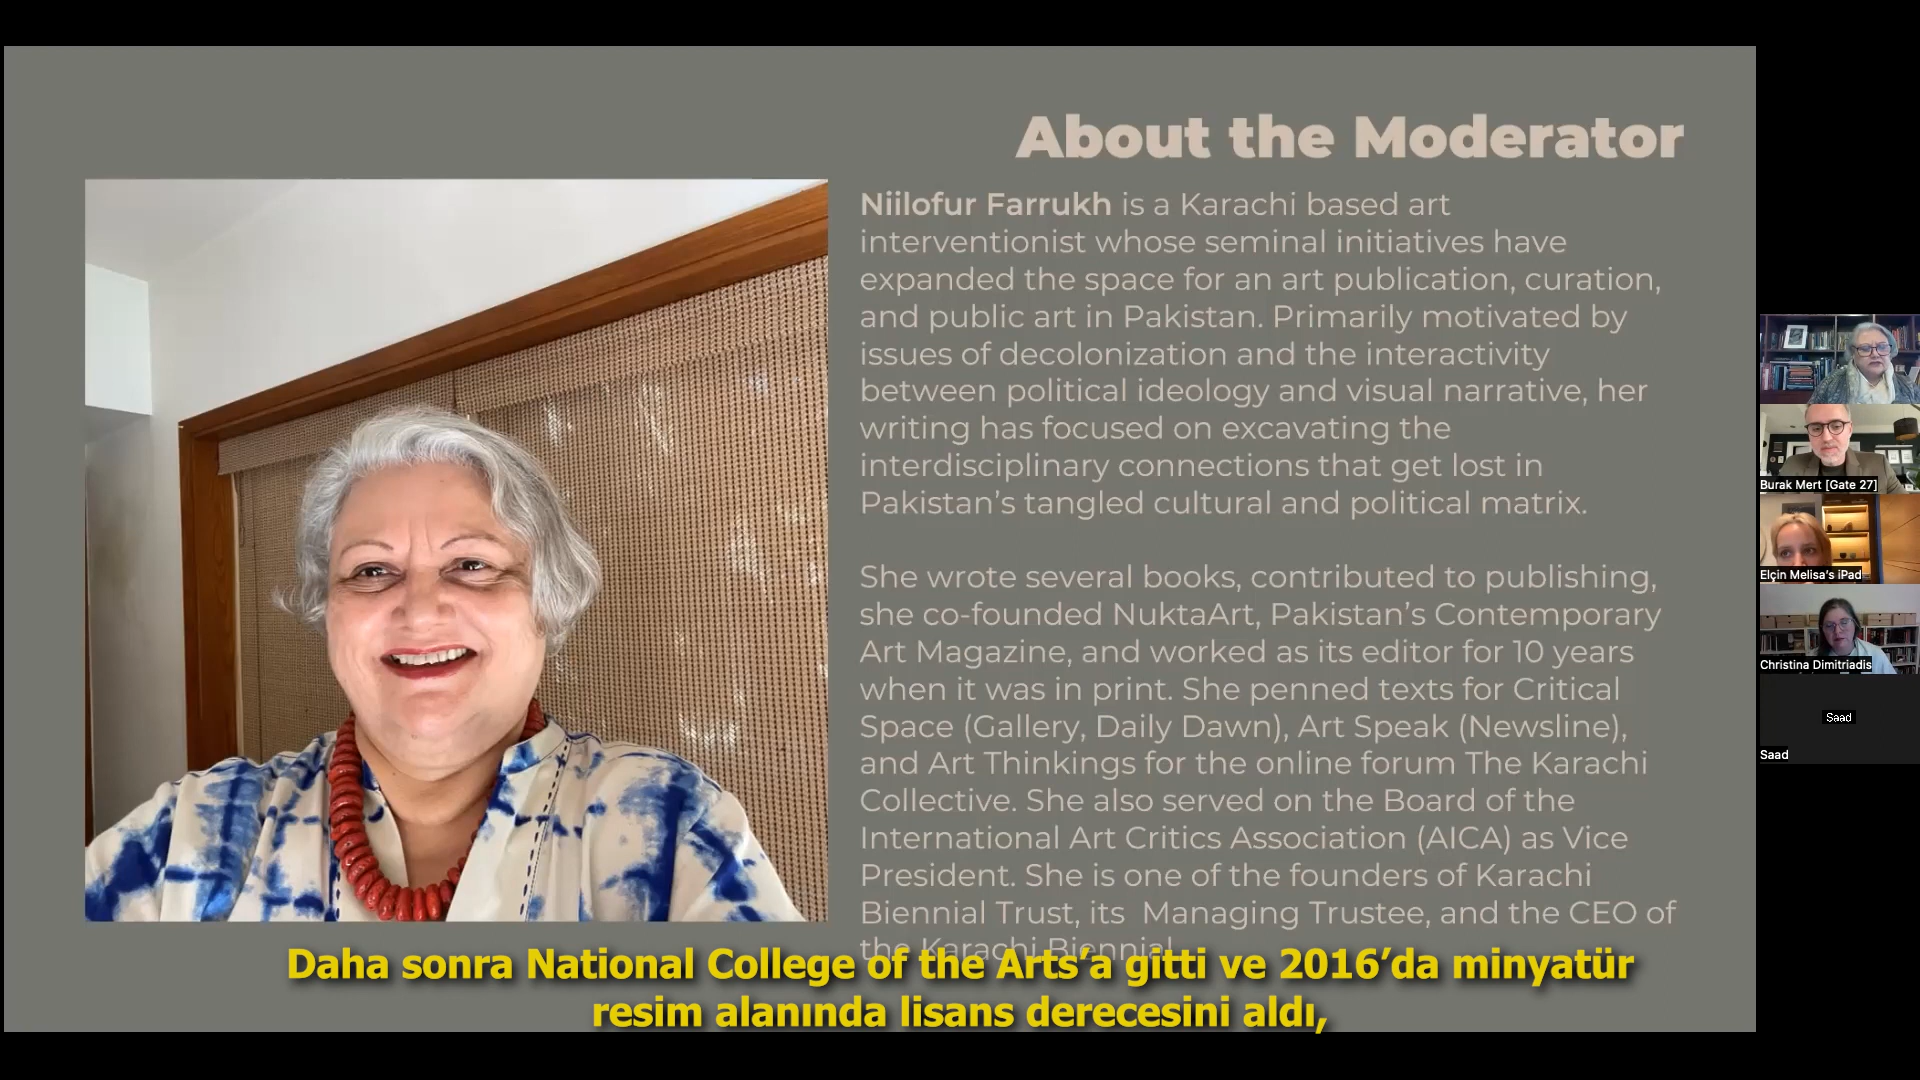 About the Moderator
Niilofur Farrukh is a Karachi based art
interventionist whose seminal initiatives have
expanded the space for an art publication, curation,
and public art in Pakistan. Primarily motivated by
issues of decolonization and the interactivity
between political ideology and visual narrative, her
writing has focused on excavating the
interdisciplinary connections that get lost in
Pakistan’s tangled cultural and political matrix.
She wrote several books, contributed to publishing,
she co-founded NuktaArt, Pakistan’s Contemporary
Art Magazine, and worked as its editor for 10 years
when it was in print. She penned texts for Critical
Space (Gallery, Daily Dawn), Art Speak (Newsline),
and Art Thinkings for the online forum The Karachi
Collective. She also served on the Board of the
International Art Critics Association (AICA) as Vice
President. She is one of the founders of Karachi
Biennial Trust, its Managing Trustee, and the CEO of
the Karachi Biennial.
Daha sonra National College of the Arts’a gitti ve 2016’da minyatür
resim alanında lisans derecesini aldı,
Burak Mert [Gate 27]
Elçin Melisa’s iPad
Christina Dimitriadis
Saad
Saad